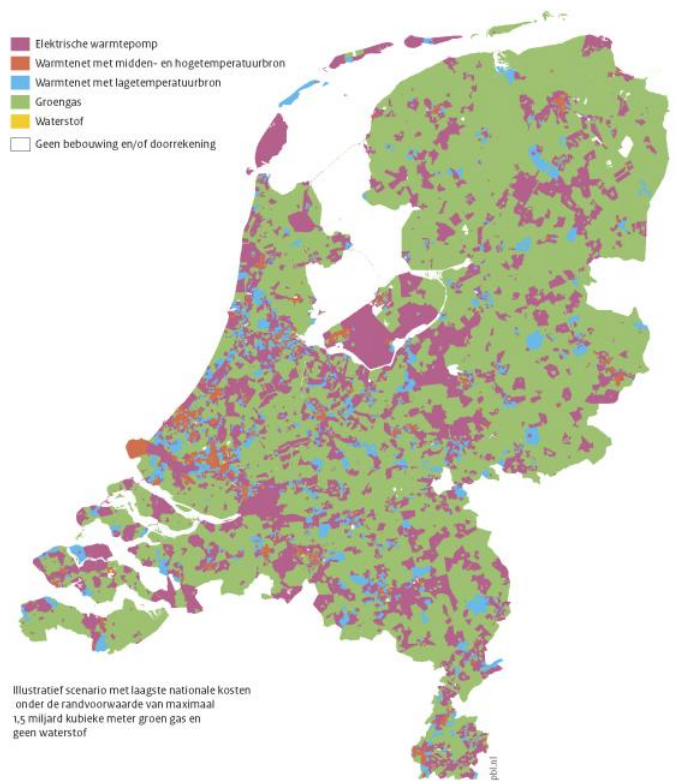 Elektrische warmtepomp
Warmtenet met midden- en hogetemperatuurbron
Warmtenet met lagetemperatuurbron
Groengas
Waterstof
Geen bebouwing en/of doorrekening
Illustratief scenario met laagste nationale kosten
onder de randvoorwaarde van maximaal
1,5 miljard kubieke meter groen gas en
geen waterstof
pbl.nl